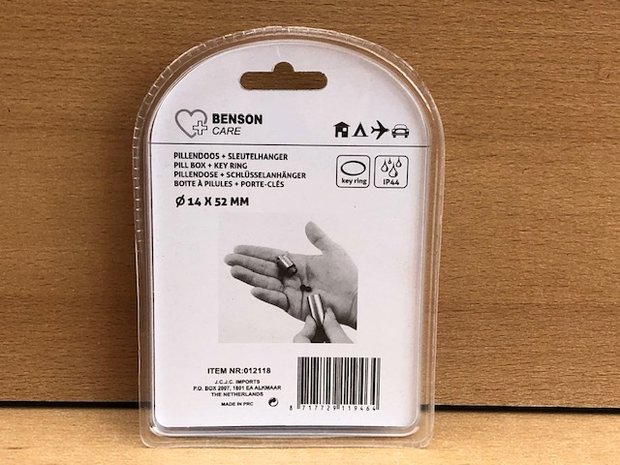 BENSON
CARE
PILLENDOOS + SLEUTELHANGER
PILL BOX + KEY RING
PILLENDOSE + SCHLÜSSELANHÄNGER
BOITE À PILULES + PORTE-CLÉS
key ring
IP44
Ø 14 X 52 MM
ITEM NR:012118
J.C.J.C. IMPORTS
P.O. BOX 2007, 1801 EA ALKMAAR
THE NETHERLANDS
MADE IN PRC
8 717729 119464